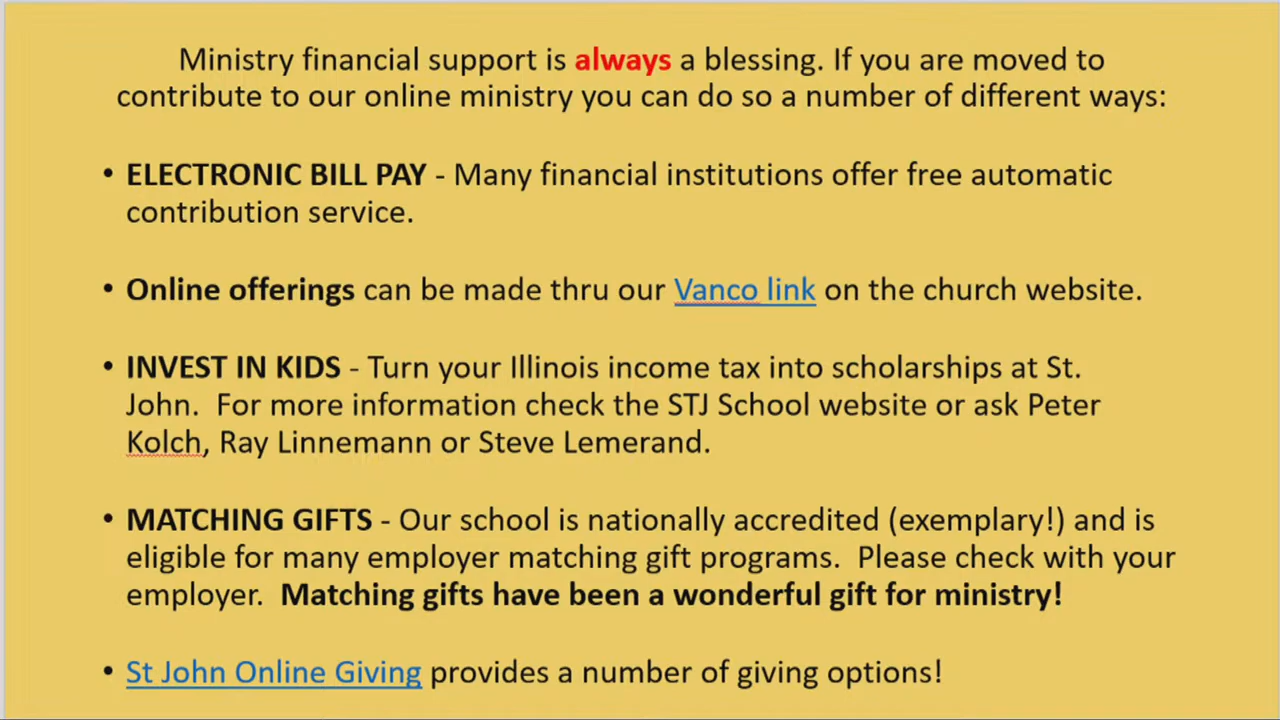 Ministry financial support is always a blessing. If you are moved to
contribute to our online ministry you can do so a number of different ways:
• ELECTRONIC BILL PAY - Many financial institutions offer free automatic
contribution service.
• Online offerings can be made thru our Vanco link on the church website.
• INVEST IN KIDS - Turn your Illinois income tax into scholarships at St.
John.  For more information check the STJ School website or ask Peter
Kolch, Ray Linnemann or Steve Lemerand.
• MATCHING GIFTS - Our school is nationally accredited (exemplary!) and is
eligible for many employer matching gift programs.  Please check with your
employer.  Matching gifts have been a wonderful gift for ministry!
• St John Online Giving provides a number of giving options!